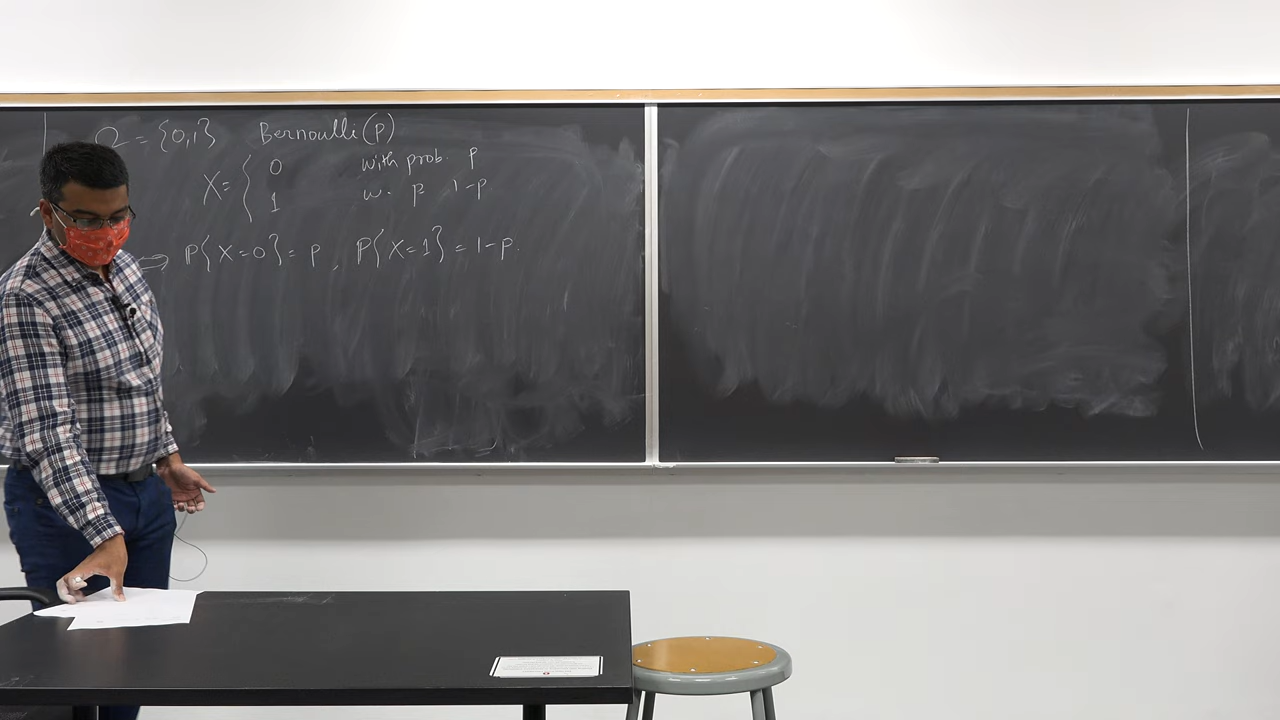 Ω = {0,1} Bernoulli(p)
X = { 0 with prob. p
1 w. p 1-p
⇒ P{X=0} = p, P{X=1} = 1-p.